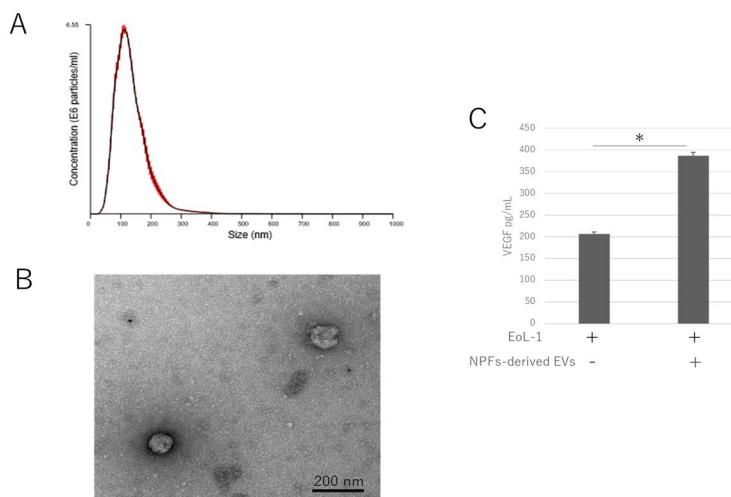 A
6.55
Concentration (E6 particles/ml)
0 100 200 300 400 500 600 700 800 900 1000
Size (nm)
B
200 nm
C
450
400
350
300
250
200
150
100
50
0
VEGF pg/mL
*
EoL-1 + +
NPFs-derived EVs - +